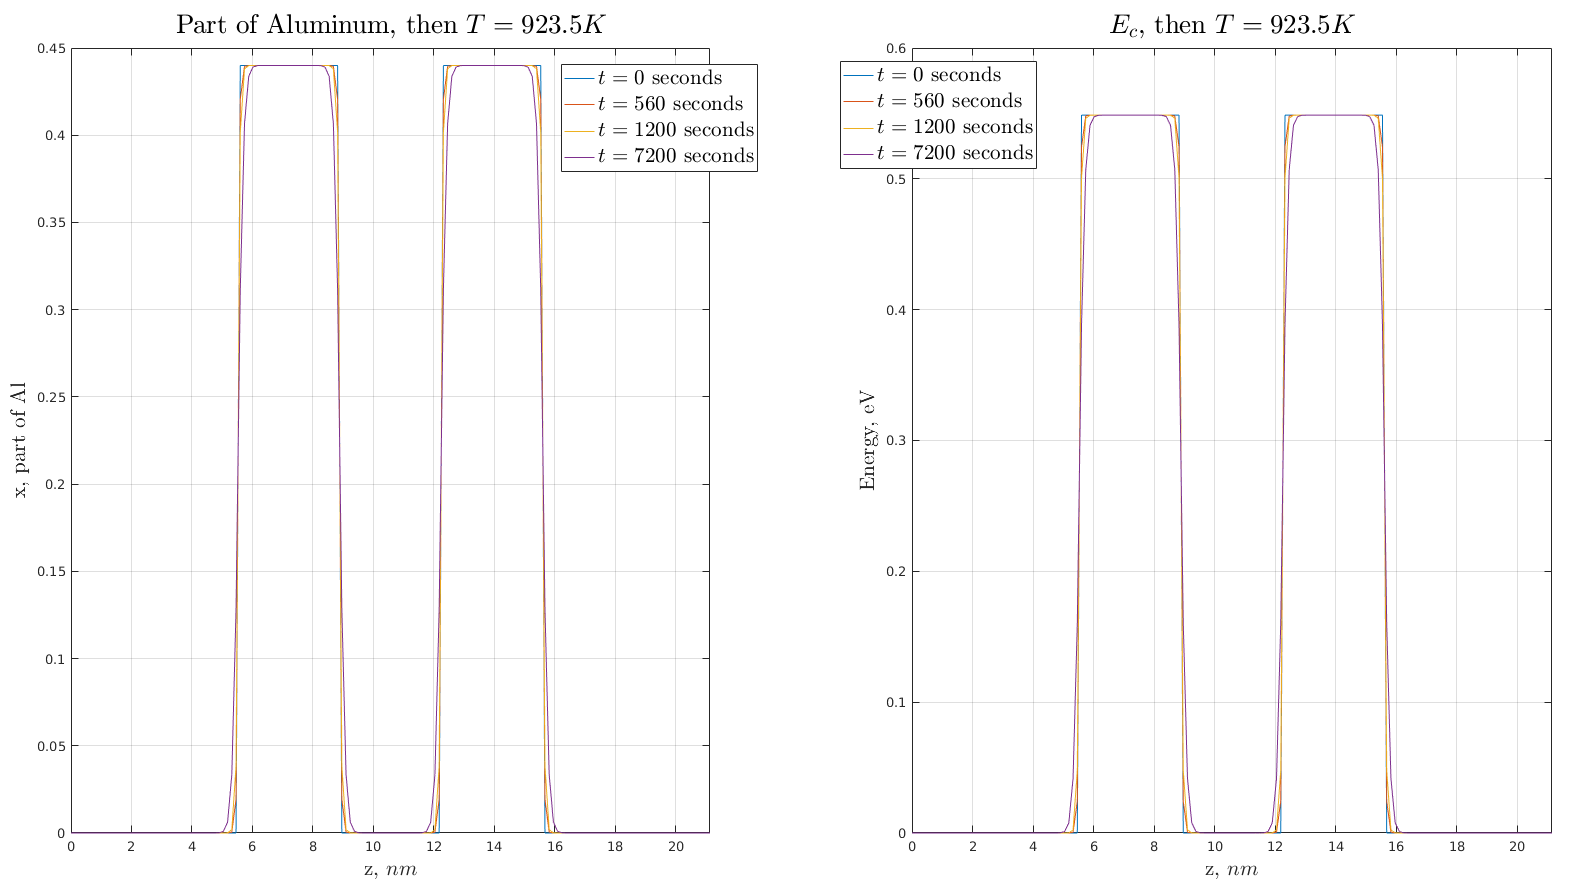 Part of Aluminum, then T = 923.5K
0.45
0.4
0.35
0.3
0.25
0.2
0.15
0.1
0.05
0
x, part of Al
t = 0 seconds
t = 560 seconds
t = 1200 seconds
t = 7200 seconds
0 2 4 6 8 10 12 14 16 18 20
z, nm
E_c, then T = 923.5K
0.6
0.5
0.4
0.3
0.2
0.1
0
Energy, eV
t = 0 seconds
t = 560 seconds
t = 1200 seconds
t = 7200 seconds
0 2 4 6 8 10 12 14 16 18 20
z, nm